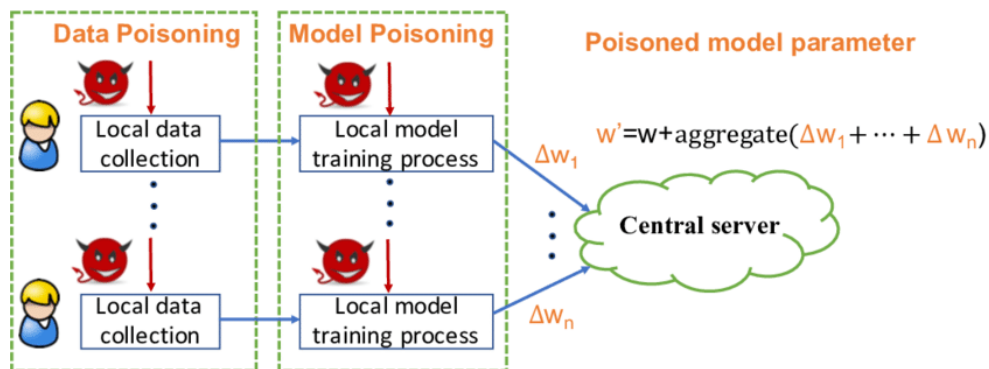 Data Poisoning
Model Poisoning
Poisoned model parameter
Local data
collection
Local model
training process
w’=w+aggregate(Δw₁+ ⋯ + Δ wₙ)
Δw₁
Central server
Local data
collection
Local model
training process
Δwₙ